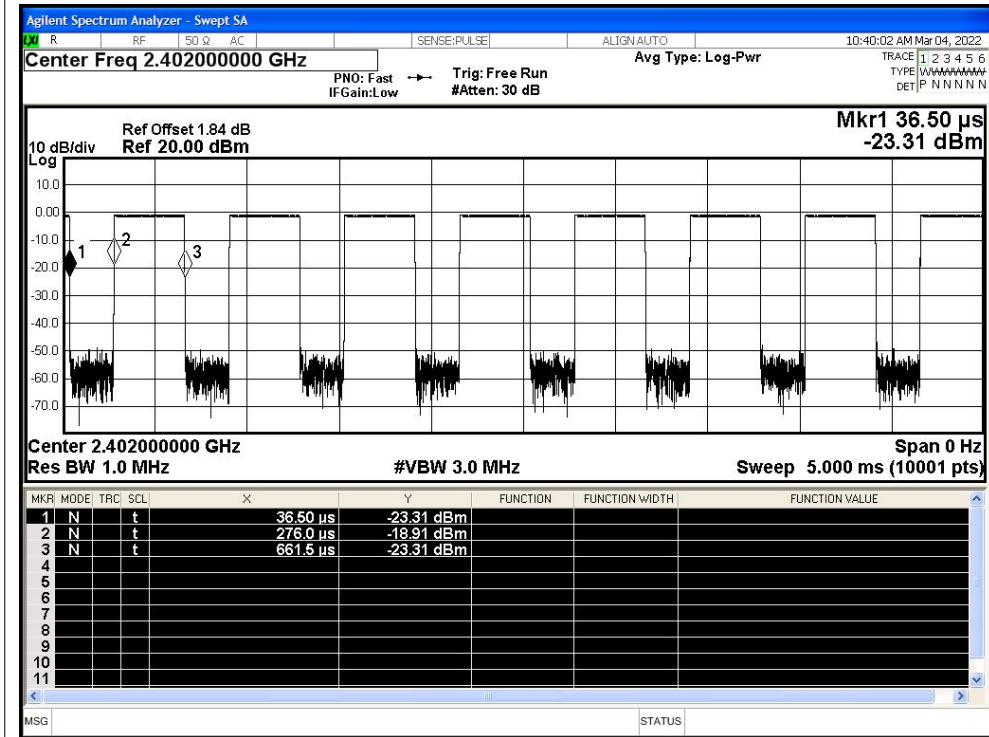 Agilent Spectrum Analyzer - Swept SA
LXI R RF 50 Ω AC SENSE:PULSE ALIGN AUTO 10:40:02 AM Mar 04, 2022
Center Freq 2.402000000 GHz
Avg Type: Log-Pwr
TRACE 1 2 3 4 5 6
PNO: Fast Trig: Free Run
TYPE
IFGain:Low #Atten: 30 dB
DET P N N N N N
Ref Offset 1.84 dB
10 dB/div Ref 20.00 dBm
Mkr1 36.50 µs
-23.31 dBm
Log
10.0
0.00
-10.0
-20.0
-30.0
-40.0
-50.0
-60.0
-70.0
1
2
3
Center 2.402000000 GHz Span 0 Hz
Res BW 1.0 MHz #VBW 3.0 MHz Sweep 5.000 ms (10001 pts)
MKR MODE TRC SCL X Y FUNCTION FUNCTION WIDTH FUNCTION VALUE
1 N t 36.50 µs -23.31 dBm
2 N t 276.0 µs -18.91 dBm
3 N t 661.5 µs -23.31 dBm
4
5
6
7
8
9
10
11
MSG STATUS